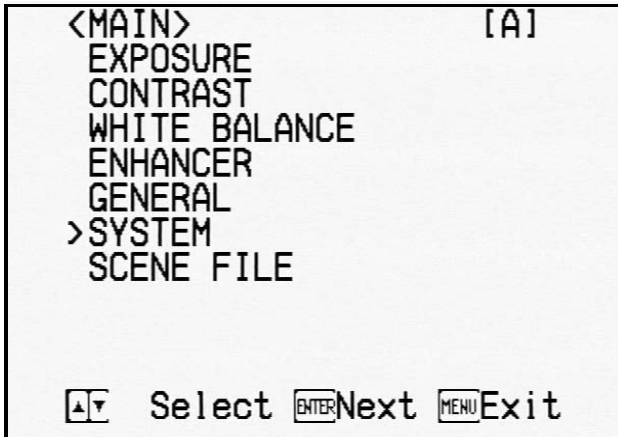 <MAIN> [A]
EXPOSURE
CONTRAST
WHITE BALANCE
ENHANCER
GENERAL
>SYSTEM
SCENE FILE
▲▼ Select ENTER Next MENU Exit